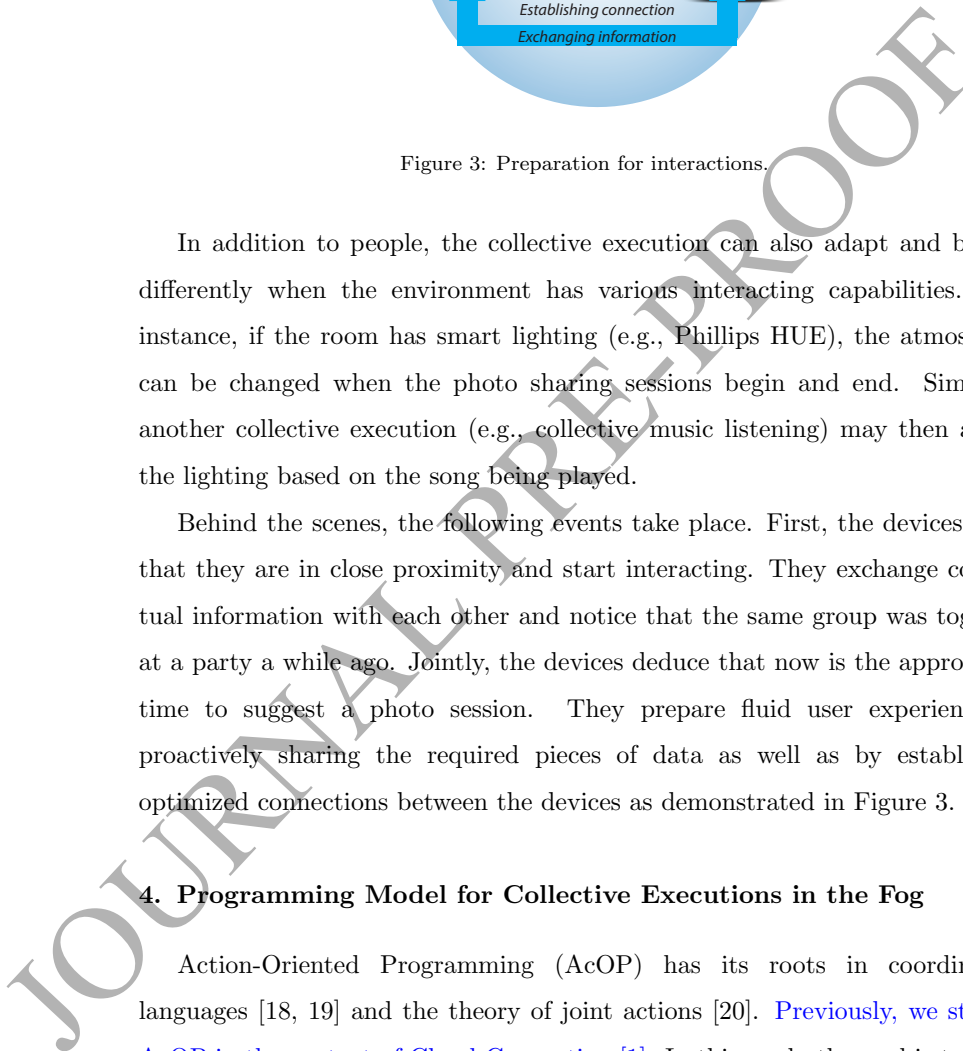 Establishing connection
Exchanging information
Figure 3: Preparation for interactions.
In addition to people, the collective execution can also adapt and
differently when the environment has various interacting capabilities.
instance, if the room has smart lighting (e.g., Phillips HUE), the
can be changed when the photo sharing sessions begin and end.
another collective execution (e.g., collective music listening) may then
the lighting based on the song being played.
Behind the scenes, the following events take place. First, the devices
that they are in close proximity and start interacting. They exchange
tual information with each other and notice that the same group was
at a party a while ago. Jointly, the devices deduce that now is the
time to suggest a photo session. They prepare fluid user
proactively sharing the required pieces of data as well as by
optimized connections between the devices as demonstrated in Figure 3.
4. Programming Model for Collective Executions in the Fog
Action-Oriented Programming (AcOP) has its roots in
languages [18, 19] and the theory of joint actions [20]. Previously, we
JOURNAL PRE-PROOF